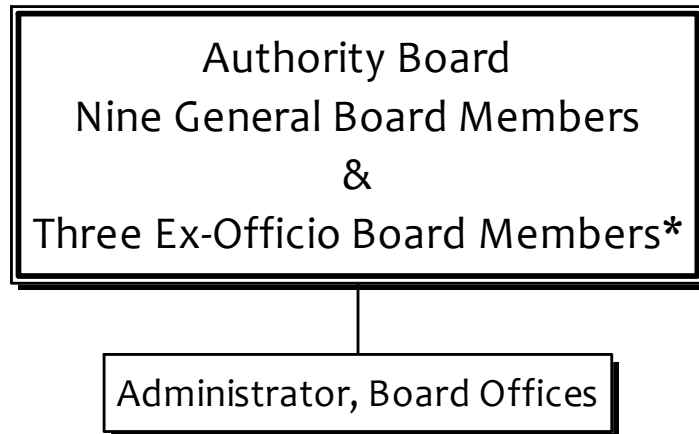 Authority Board
Nine General Board Members
&
Three Ex-Officio Board Members*
Administrator, Board Offices